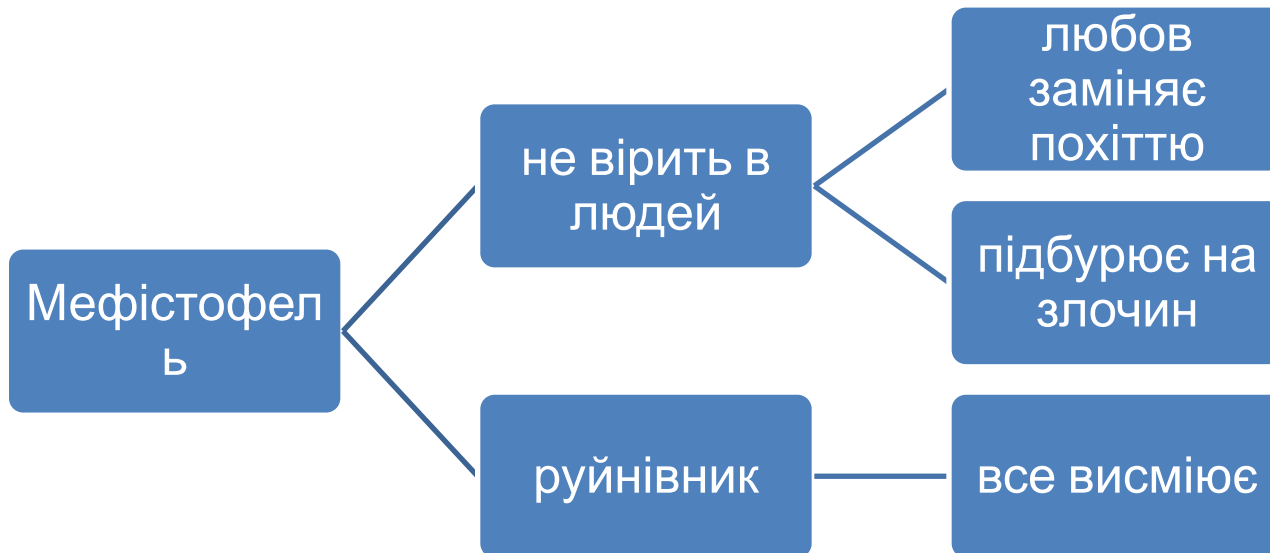 любов
заміняє
похіттю
не вірить в
людей
підбурює на
злочин
Мефістофел
ь
руйнівник
все висміює